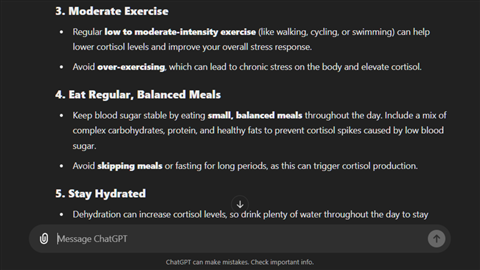 3. Moderate Exercise
• Regular low to moderate-intensity exercise (like walking, cycling, or swimming) can help
lower cortisol levels and improve your overall stress response.
• Avoid over-exercising, which can lead to chronic stress on the body and elevate cortisol.
4. Eat Regular, Balanced Meals
• Keep blood sugar stable by eating small, balanced meals throughout the day. Include a mix of
complex carbohydrates, protein, and healthy fats to prevent cortisol spikes caused by low blood
sugar.
• Avoid skipping meals or fasting for long periods, as this can trigger cortisol production.
5. Stay Hydrated
• Dehydration can increase cortisol levels, so drink plenty of water throughout the day to stay
Message ChatGPT
ChatGPT can make mistakes. Check important info.